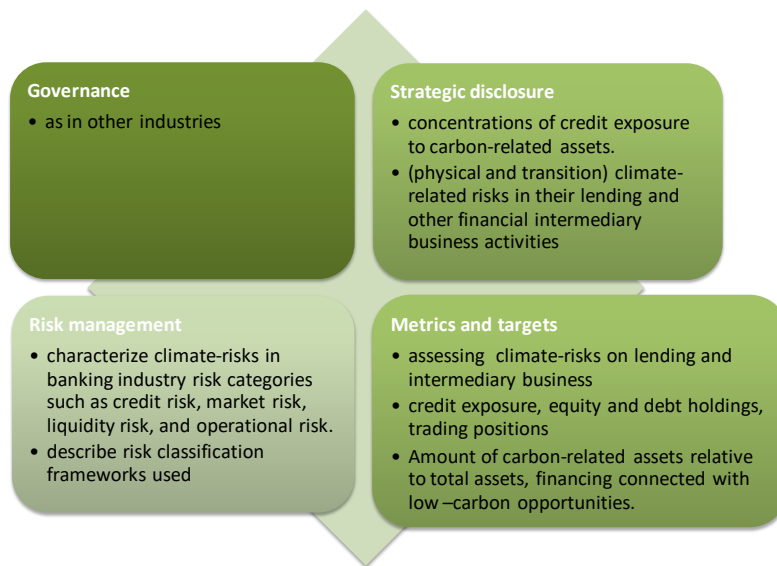 Governance
• as in other industries
Strategic disclosure
• concentrations of credit exposure
to carbon-related assets.
• (physical and transition) climate-
related risks in their lending and
other financial intermediary
business activities
Risk management
• characterize climate-risks in
banking industry risk categories
such as credit risk, market risk,
liquidity risk, and operational risk.
• describe risk classification
frameworks used
Metrics and targets
• assessing climate-risks on lending and
intermediary business
• credit exposure, equity and debt holdings,
trading positions
• Amount of carbon-related assets relative
to total assets, financing connected with
low –carbon opportunities.